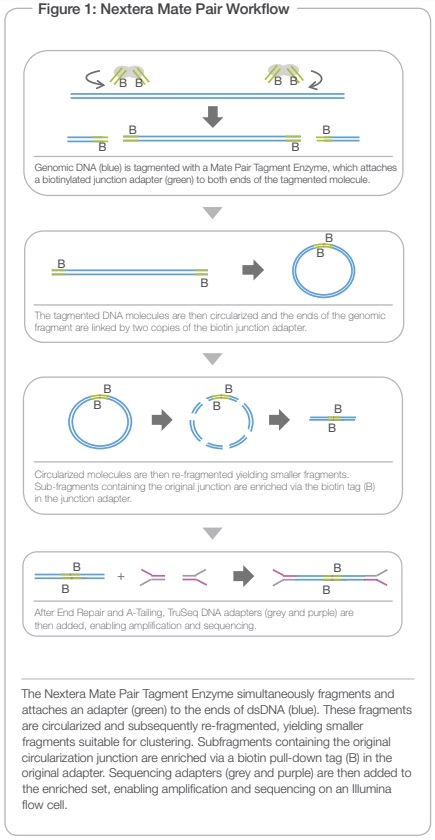 Figure 1: Nextera Mate Pair Workflow
B B
B B
B
B
B
B
Genomic DNA (blue) is tagmented with a Mate Pair Tagment Enzyme, which attaches
a biotinylated junction adapter (green) to both ends of the tagmented molecule.
B
B
B
B
The tagmented DNA molecules are then circularized and the ends of the genomic
fragment are linked by two copies of the biotin junction adapter.
B
B
B
B
B
B
Circularized molecules are then re-fragmented yielding smaller fragments.
Sub-fragments containing the original junction are enriched via the biotin tag (B)
in the junction adapter.
B
B
+
B
B
After End Repair and A-Tailing, TruSeq DNA adapters (grey and purple) are
then added, enabling amplification and sequencing.
The Nextera Mate Pair Tagment Enzyme simultaneously fragments and
attaches an adapter (green) to the ends of dsDNA (blue). These fragments
are circularized and subsequently re-fragmented, yielding smaller
fragments suitable for clustering. Subfragments containing the original
circularization junction are enriched via a biotin pull-down tag (B) in the
original adapter. Sequencing adapters (grey and purple) are then added to
the enriched set, enabling amplification and sequencing on an Illumina
flow cell.